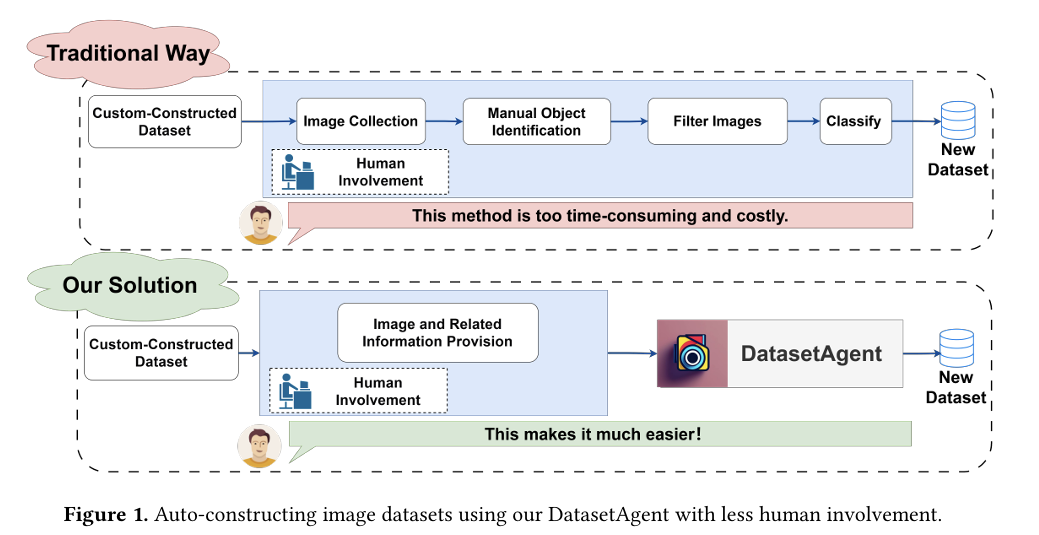 Traditional Way
Custom-Constructed
Dataset
Image Collection
Manual Object
Identification
Filter Images
Classify
New
Dataset
Human
Involvement
This method is too time-consuming and costly.
Our Solution
Custom-Constructed
Dataset
Image and Related
Information Provision
Human
Involvement
DatasetAgent
New
Dataset
This makes it much easier!
Figure 1. Auto-constructing image datasets using our DatasetAgent with less human involvement.